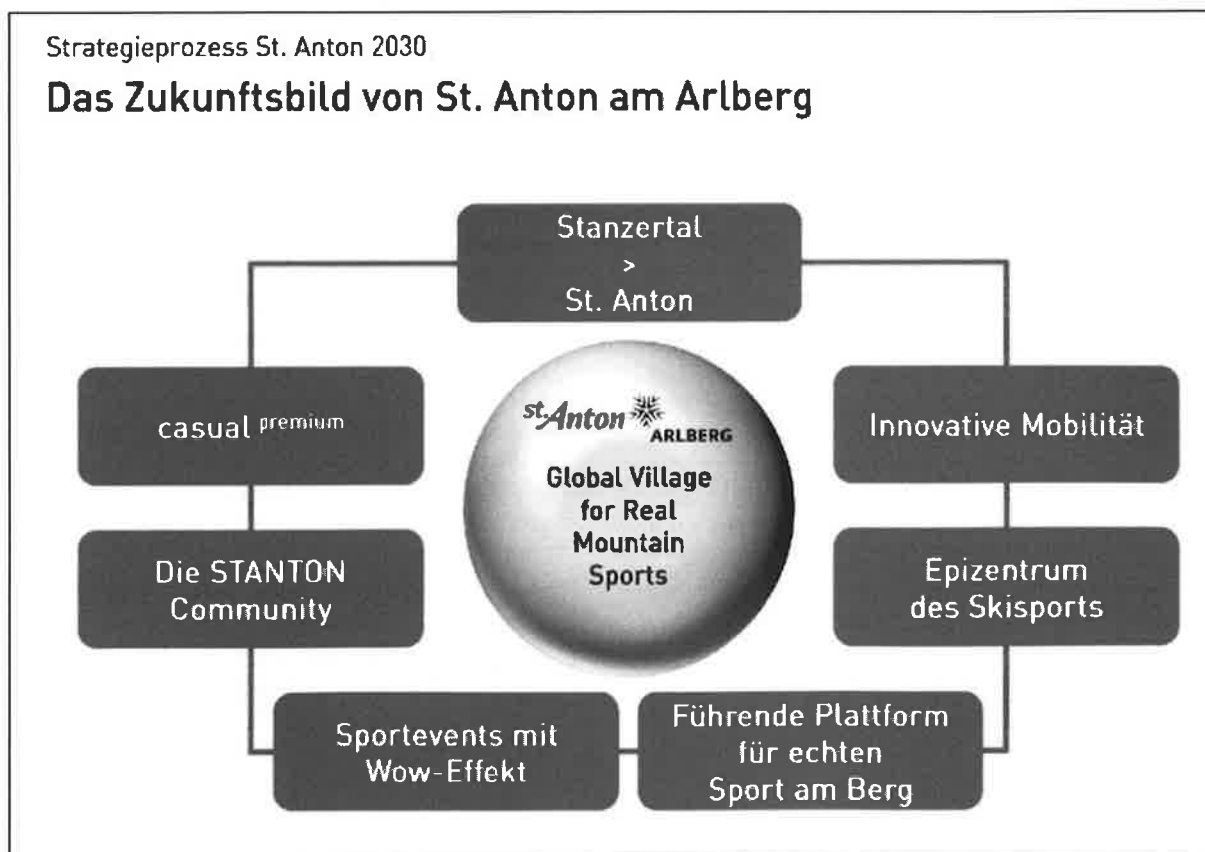 Strategieprozess St. Anton 2030
Das Zukunftsbild von St. Anton am Arlberg
Stanzertal
>
St. Anton
casual premium
st.Anton
ARLBERG
Innovative Mobilität
Global Village
for Real
Mountain
Sports
Die STANTON
Community
Epizentrum
des Skisports
Sportevents mit
Wow-Effekt
Führende Plattform
für echten
Sport am Berg